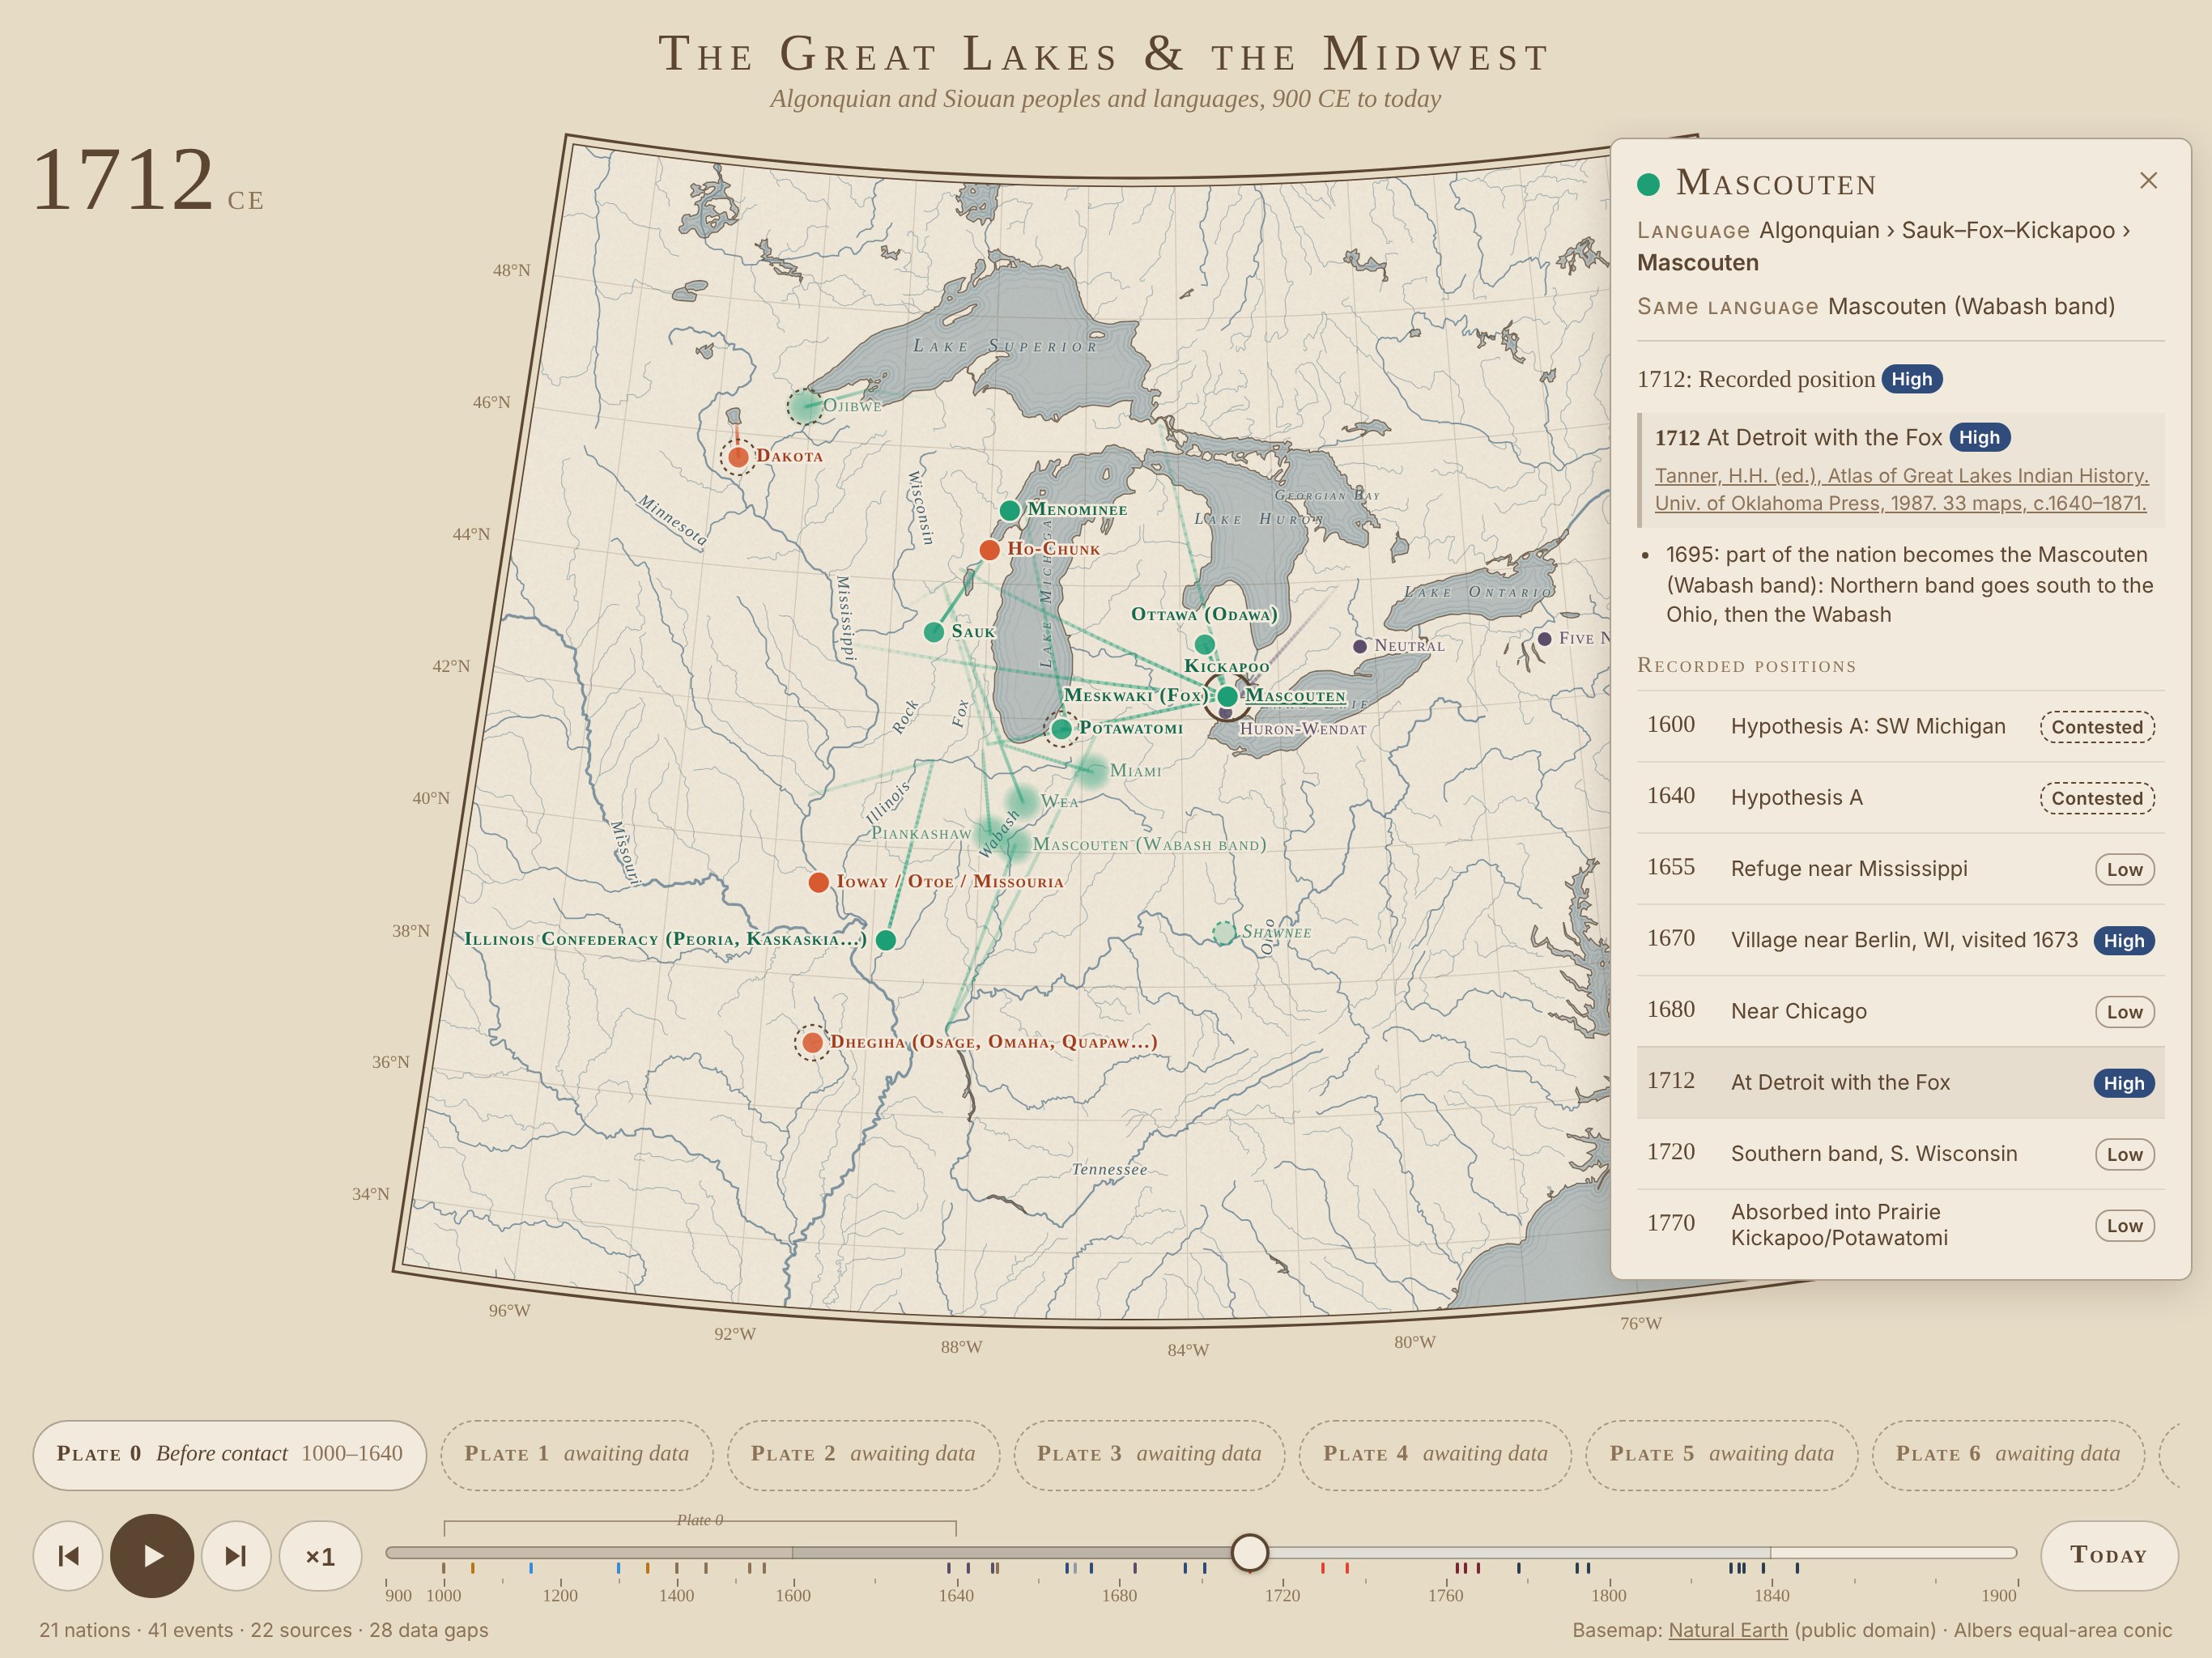 The Great Lakes & the Midwest
Algonquian and Siouan peoples and languages, 900 CE to today
1712 CE
48°N
46°N
44°N
42°N
40°N
38°N
36°N
34°N
96°W
92°W
88°W
84°W
80°W
76°W
Lake Superior
Ojibwe
Dakota
Minnesota
Wisconsin
Menominee
Georgian Bay
Lake Huron
Ho-Chunk
Lake Michigan
Mississippi
Lake Ontario
Ottawa (Odawa)
Sauk
Neutral
Five N
Kickapoo
Meskwaki (Fox)
Mascouten
Rock
Fox
Potawatomi
Huron-Wendat
Miami
Wea
Illinois
Piankashaw
Wabash
Mascouten (Wabash band)
Missouri
Ioway / Otoe / Missouria
Illinois Confederacy (Peoria, Kaskaskia…)
Shawnee
Ohio
Dhegiha (Osage, Omaha, Quapaw…)
Tennessee
Mascouten
Language Algonquian › Sauk–Fox–Kickapoo ›
Mascouten
Same language Mascouten (Wabash band)
1712: Recorded position High
1712 At Detroit with the Fox High
Tanner, H.H. (ed.), Atlas of Great Lakes Indian History.
Univ. of Oklahoma Press, 1987. 33 maps, c.1640–1871.
• 1695: part of the nation becomes the Mascouten
(Wabash band): Northern band goes south to the
Ohio, then the Wabash
Recorded positions
1600 Hypothesis A: SW Michigan Contested
1640 Hypothesis A Contested
1655 Refuge near Mississippi Low
1670 Village near Berlin, WI, visited 1673 High
1680 Near Chicago Low
1712 At Detroit with the Fox High
1720 Southern band, S. Wisconsin Low
1770 Absorbed into Prairie
Kickapoo/Potawatomi Low
Plate 0 Before contact 1000–1640
Plate 1 awaiting data
Plate 2 awaiting data
Plate 3 awaiting data
Plate 4 awaiting data
Plate 5 awaiting data
Plate 6 awaiting data
Plate 0
×1
Today
900 1000 1200 1400 1600 1640 1680 1720 1760 1800 1840 1900
21 nations · 41 events · 22 sources · 28 data gaps
Basemap: Natural Earth (public domain) · Albers equal-area conic